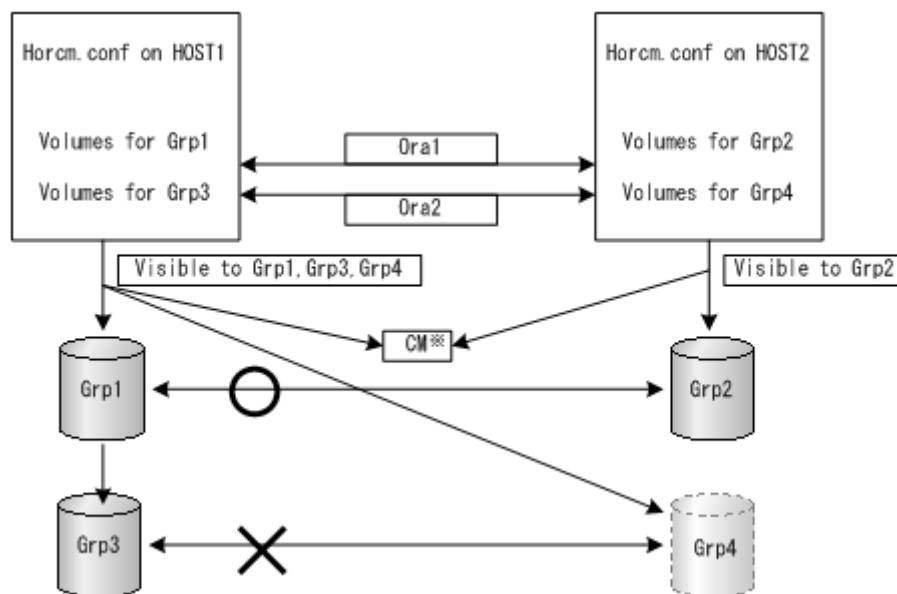 Horcm.conf on HOST1
Horcm.conf on HOST2
Volumes for Grp1
Ora1
Volumes for Grp2
Volumes for Grp3
Ora2
Volumes for Grp4
Visible to Grp1,Grp3,Grp4
Visible to Grp2
CM※
Grp1
Grp2
Grp3
Grp4